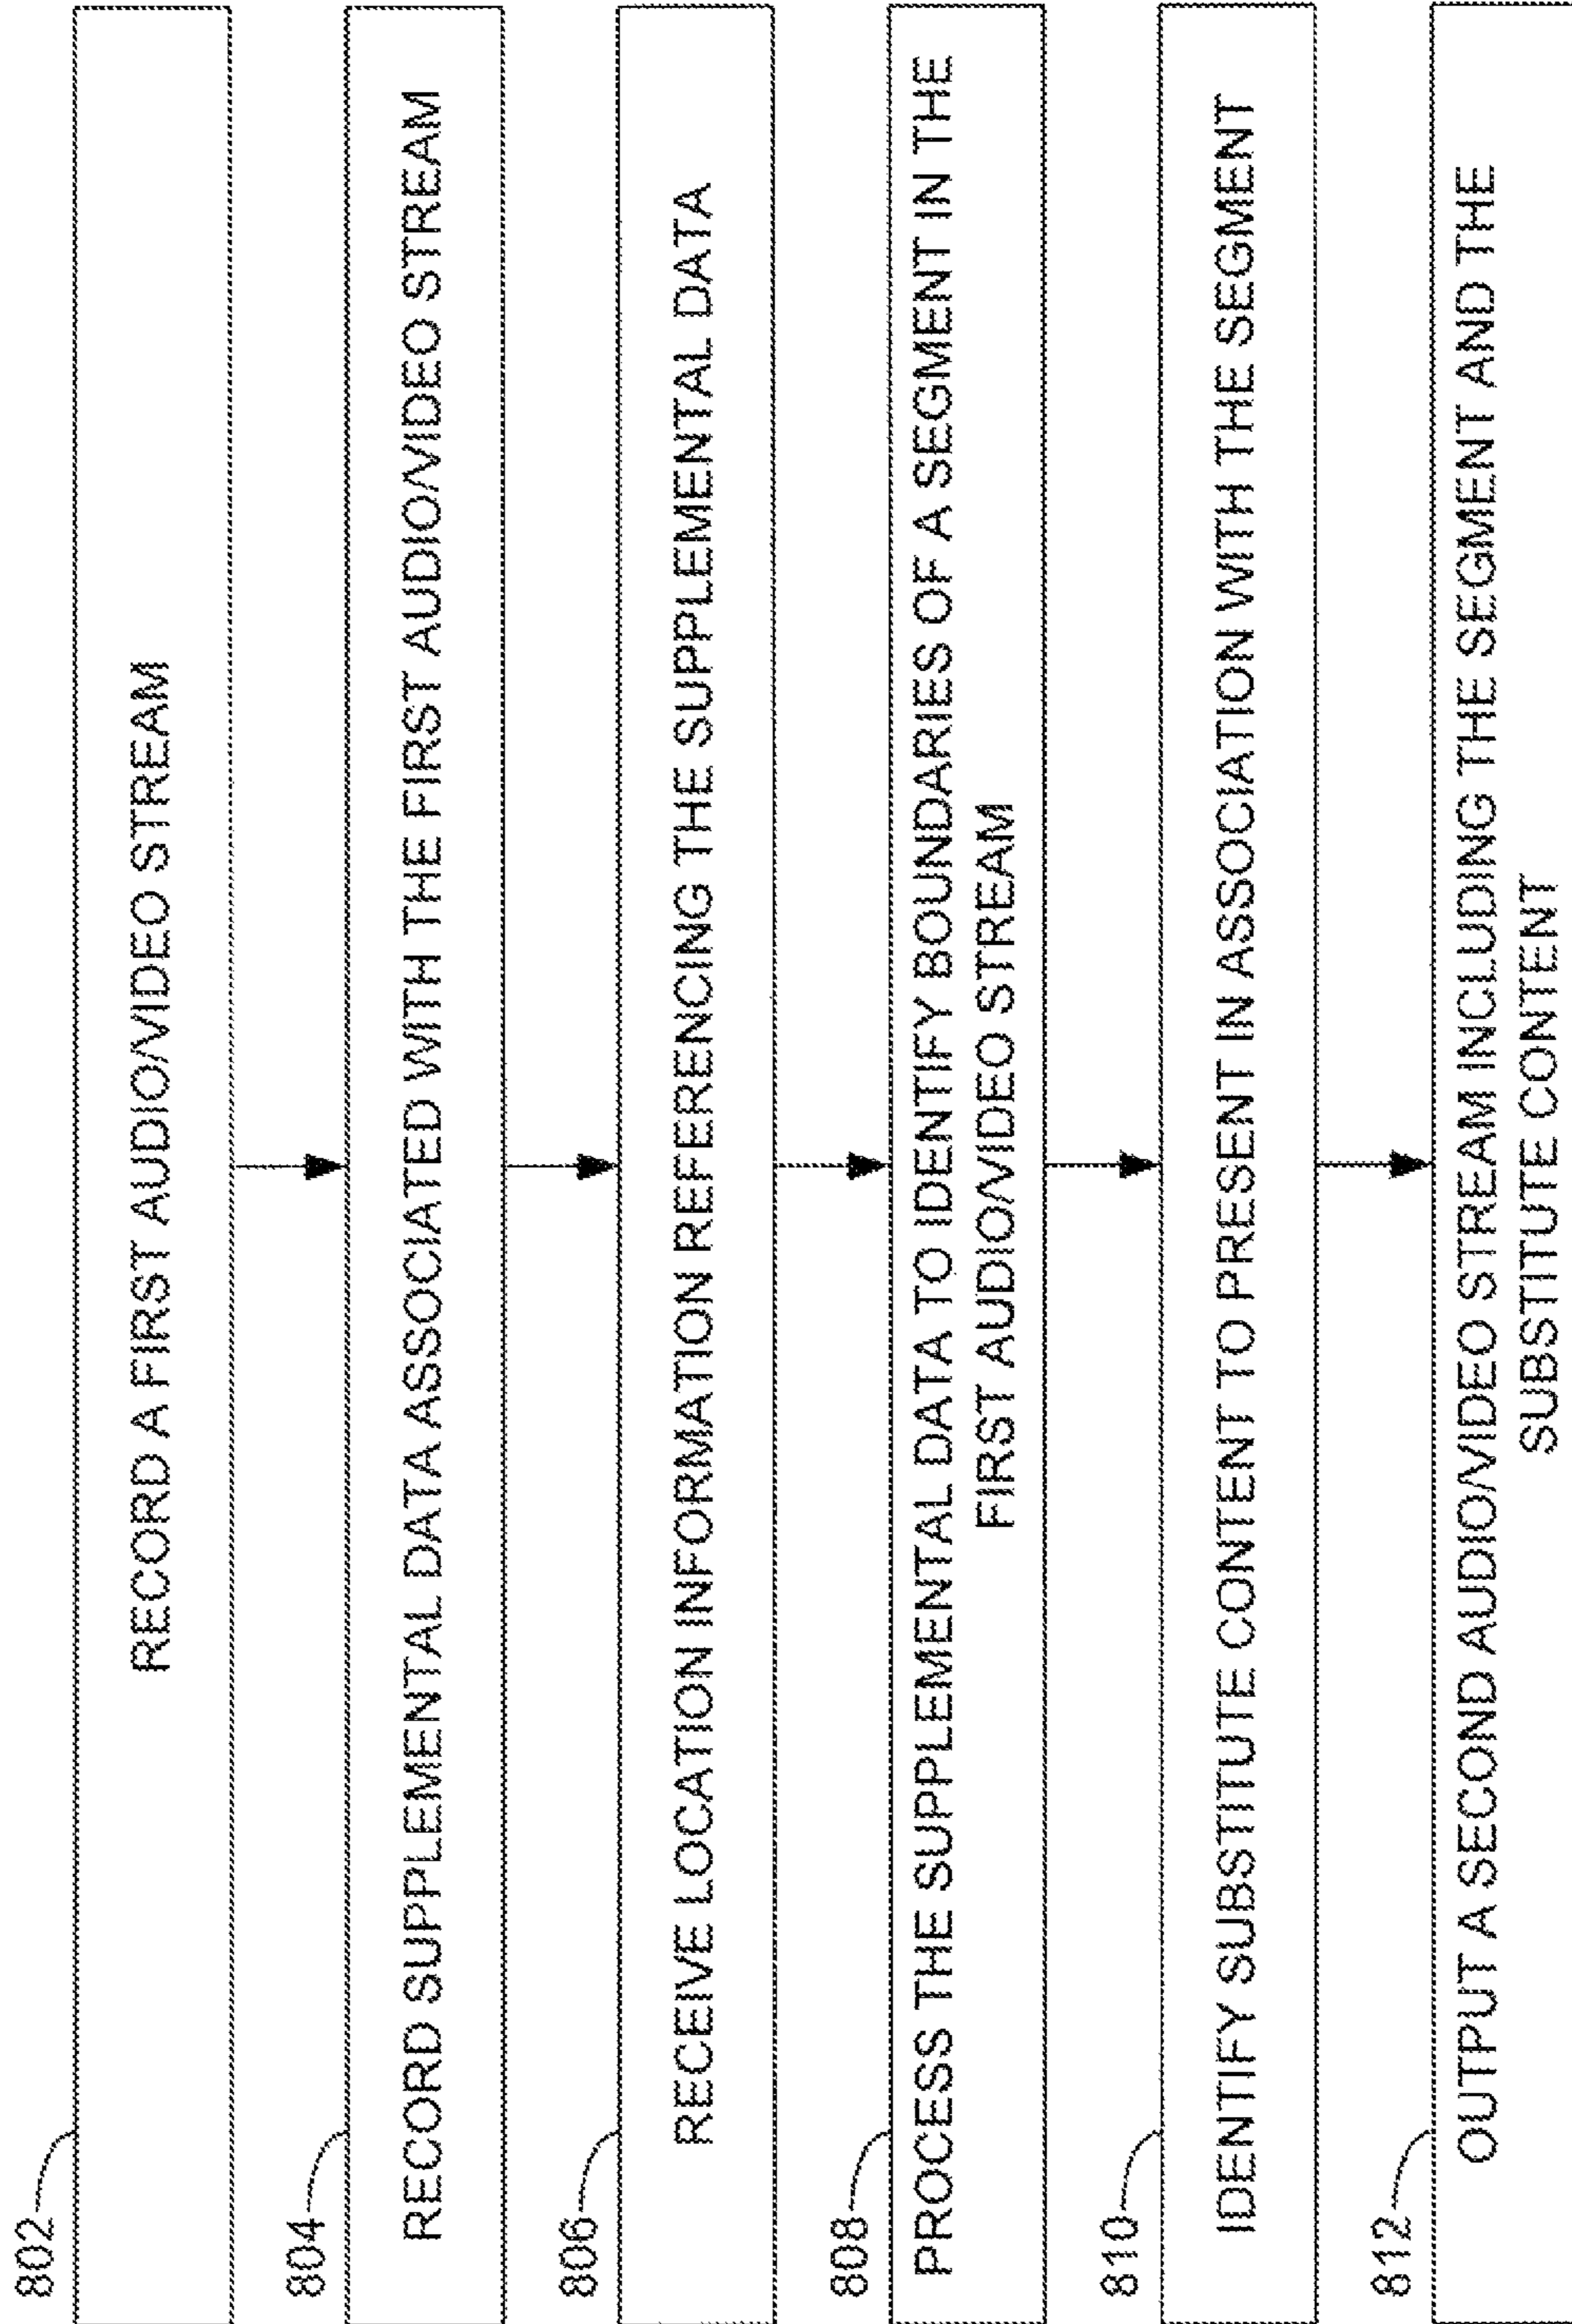 802
RECORD A FIRST AUDIO/VIDEO STREAM
804
RECORD SUPPLEMENTAL DATA ASSOCIATED WITH THE FIRST AUDIO/VIDEO STREAM
806
RECEIVE LOCATION INFORMATION REFERENCING THE SUPPLEMENTAL DATA
808
PROCESS THE SUPPLEMENTAL DATA TO IDENTIFY BOUNDARIES OF A SEGMENT IN THE
FIRST AUDIO/VIDEO STREAM
810
IDENTIFY SUBSTITUTE CONTENT TO PRESENT IN ASSOCIATION WITH THE SEGMENT
812
OUTPUT A SECOND AUDIO/VIDEO STREAM INCLUDING THE SEGMENT AND THE
SUBSTITUTE CONTENT